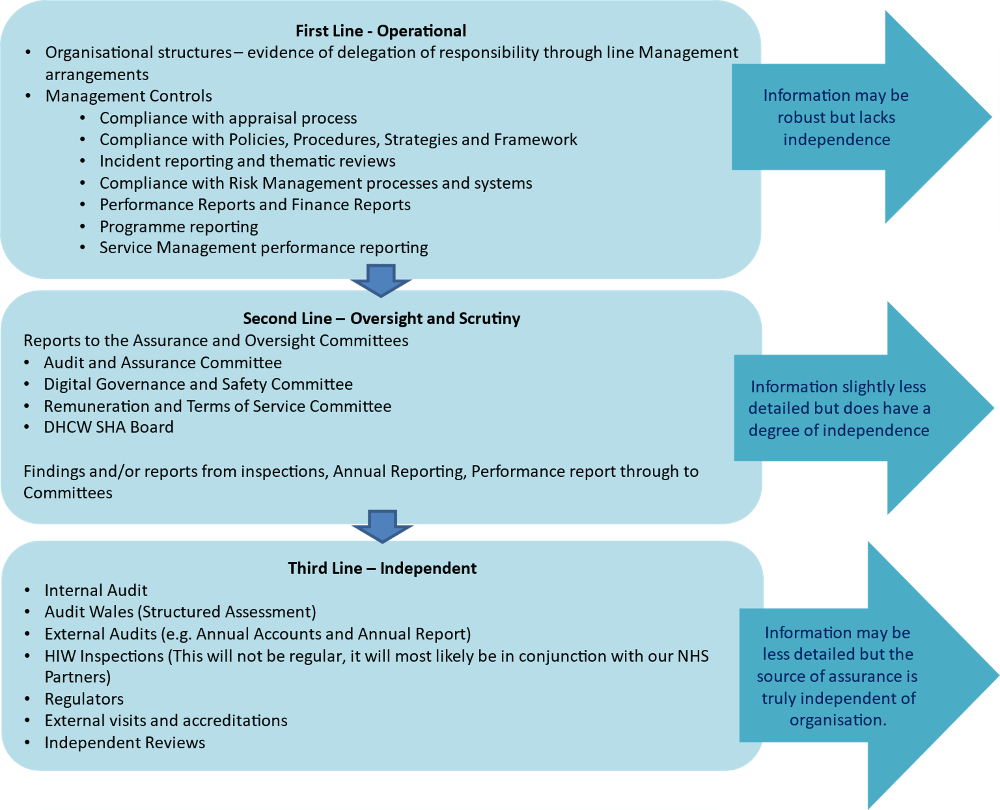 First Line - Operational
• Organisational structures – evidence of delegation of responsibility through line Management
arrangements
• Management Controls
• Compliance with appraisal process
• Compliance with Policies, Procedures, Strategies and Framework
• Incident reporting and thematic reviews
• Compliance with Risk Management processes and systems
• Performance Reports and Finance Reports
• Programme reporting
• Service Management performance reporting
Information may be
robust but lacks
independence
Second Line – Oversight and Scrutiny
Reports to the Assurance and Oversight Committees
• Audit and Assurance Committee
• Digital Governance and Safety Committee
• Remuneration and Terms of Service Committee
• DHCW SHA Board
Findings and/or reports from inspections, Annual Reporting, Performance report through to
Committees
Information slightly less
detailed but does have a
degree of independence
Third Line – Independent
• Internal Audit
• Audit Wales (Structured Assessment)
• External Audits (e.g. Annual Accounts and Annual Report)
• HIW Inspections (This will not be regular, it will most likely be in conjunction with our NHS
Partners)
• Regulators
• External visits and accreditations
• Independent Reviews
Information may be
less detailed but the
source of assurance is
truly independent of
organisation.